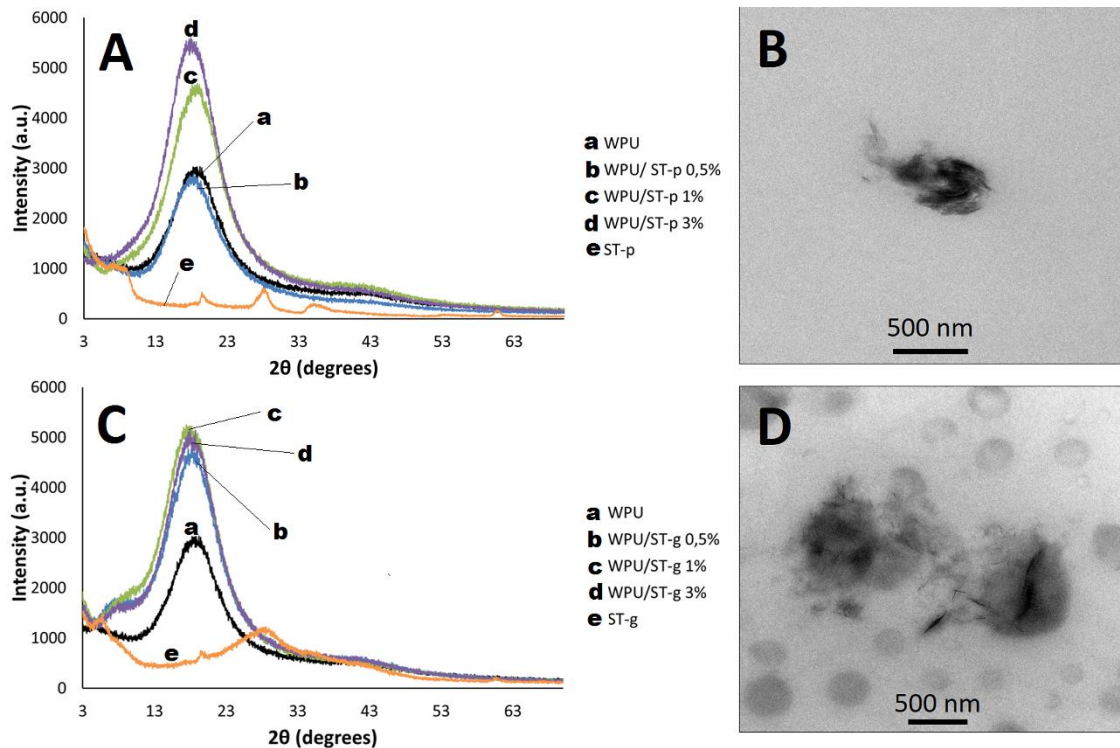 A
6000
5000
4000
3000
2000
1000
0
Intensity (a.u.)
d
c
a
b
e
3 13 23 33 43 53 63
2θ (degrees)
a WPU
b WPU/ ST-p 0,5%
c WPU/ST-p 1%
d WPU/ST-p 3%
e ST-p
B
500 nm
C
6000
5000
4000
3000
2000
1000
0
Intensity (a.u.)
c
d
b
a
e
3 13 23 33 43 53 63
2θ (degrees)
a WPU
b WPU/ST-g 0,5%
c WPU/ST-g 1%
d WPU/ST-g 3%
e ST-g
D
500 nm